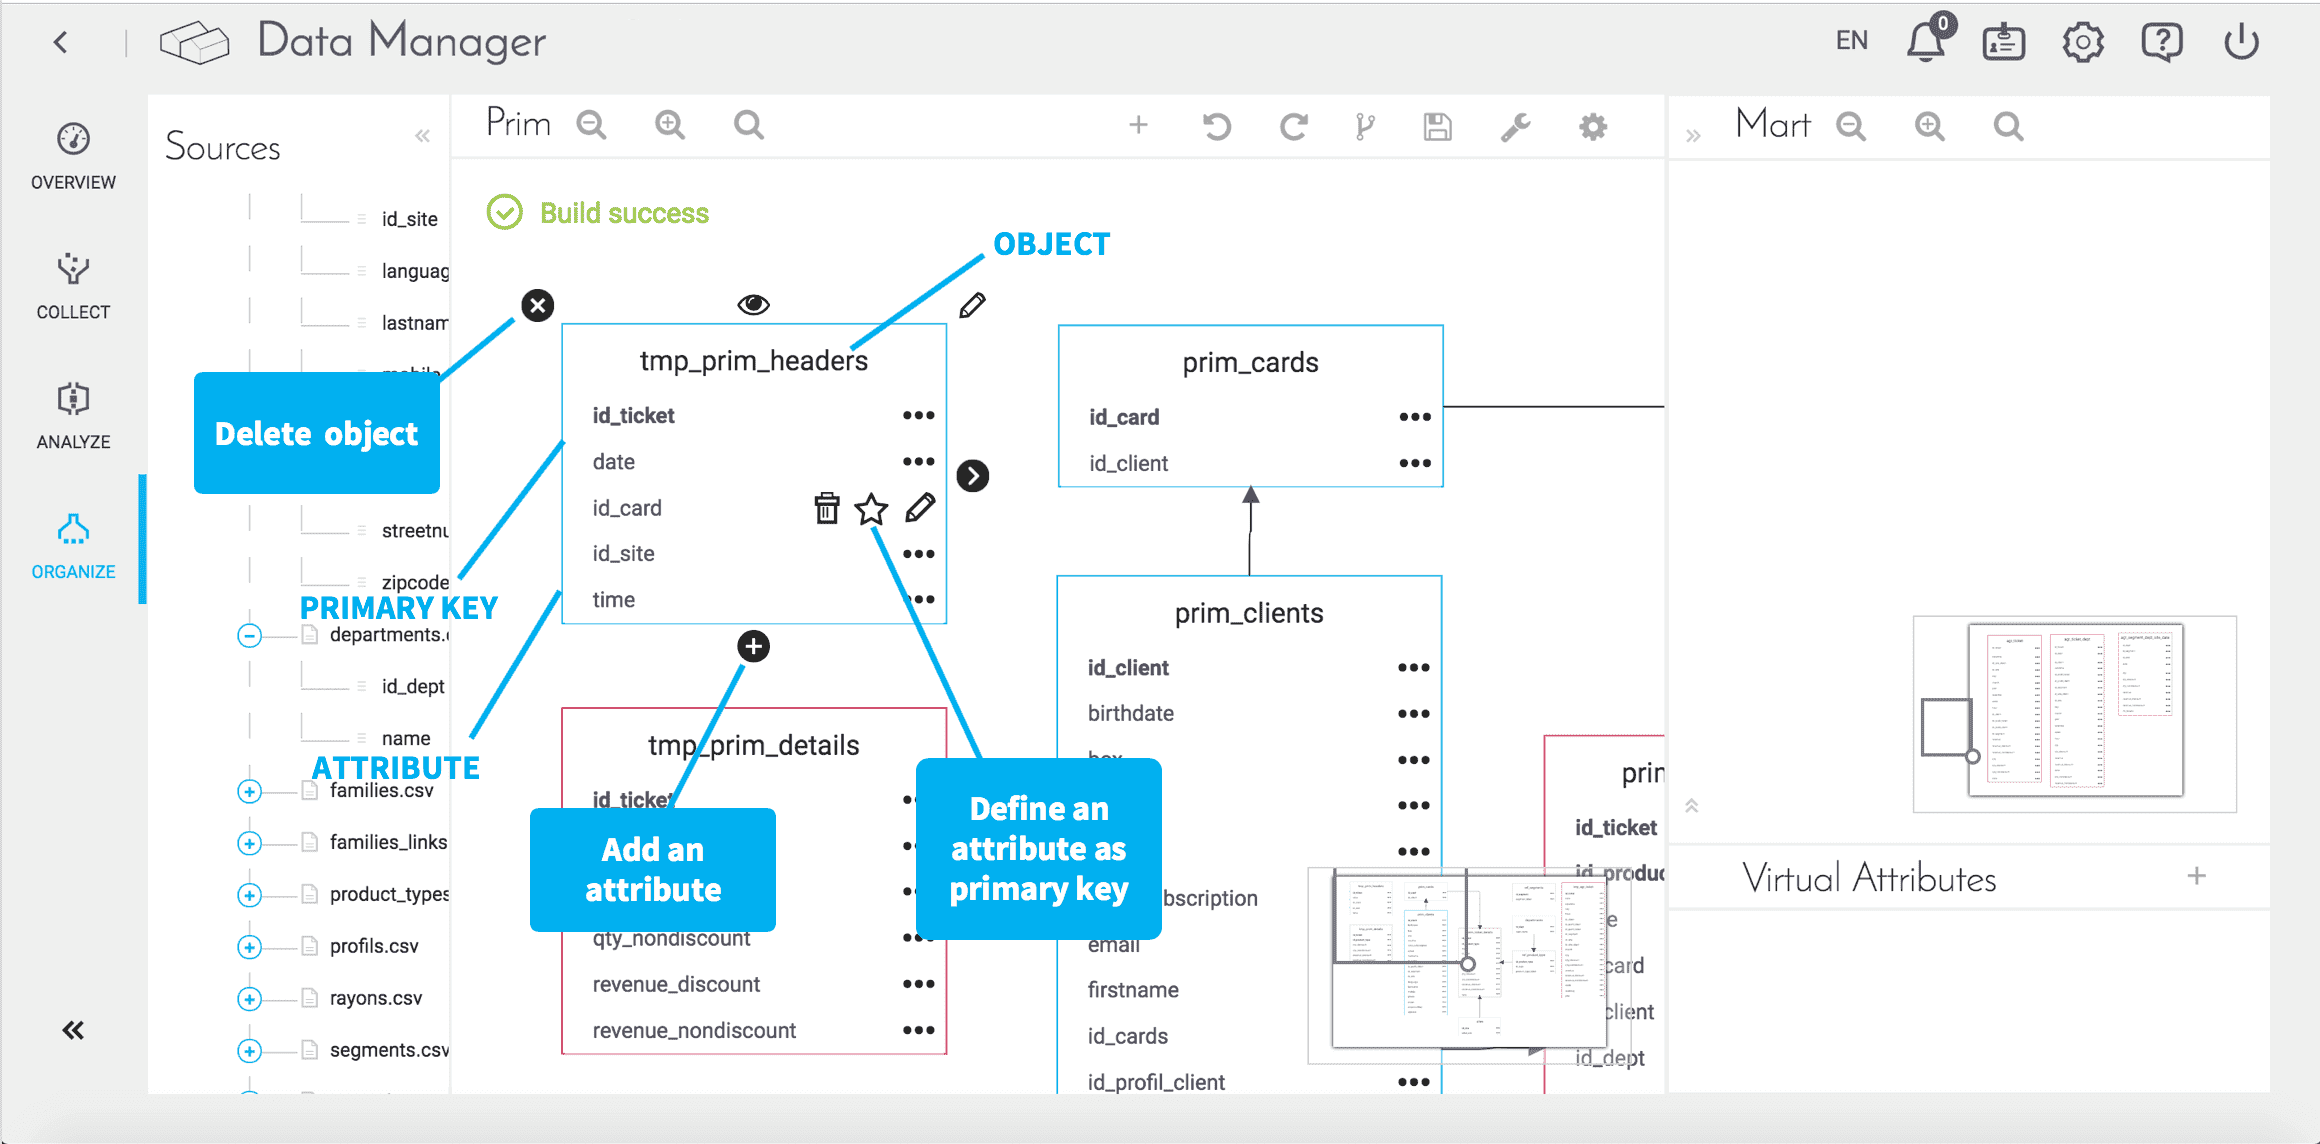 Data Manager
EN
0
OVERVIEW
COLLECT
ANALYZE
ORGANIZE
Sources
id_site
languag
lastnam
streetnu
zipcode
departments.
id_dept
name
families.csv
families_links
product_types
profils.csv
rayons.csv
segments.csv
Prim
Build success
OBJECT
Delete object
PRIMARY KEY
ATTRIBUTE
tmp_prim_headers
id_ticket
date
id_card
id_site
time
tmp_prim_details
id_ticket
Add an
attribute
qty_nondiscount
revenue_discount
revenue_nondiscount
Define an
attribute as
primary key
prim_cards
id_card
id_client
prim_clients
id_client
birthdate
bscription
email
firstname
id_cards
id_profil_client
prin
id_ticket
id_produc
e
card
client
id_dept
Mart
Virtual Attributes